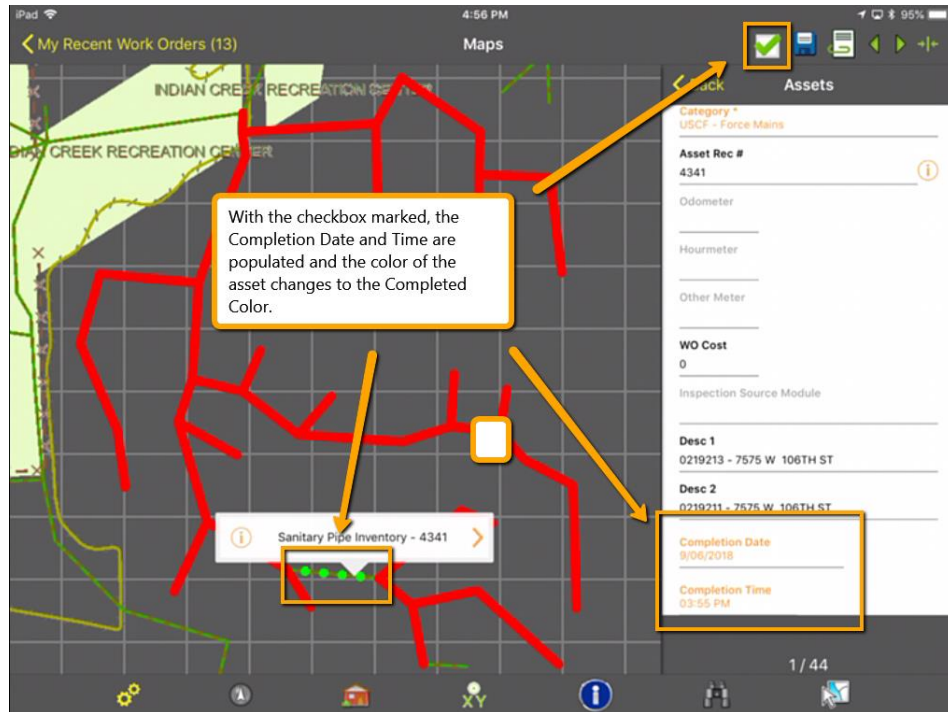 iPad
4:56 PM
95%
My Recent Work Orders (13)
Maps
INDIAN CREEK RECREATION CENTER
CREEK RECREATION
Back
Assets
Category *
USCF - Force Mains
Asset Rec #
4341
Odometer
Hourmeter
Other Meter
WO Cost
0
Inspection Source Module
Desc 1
0219213 - 7575 W 106TH ST
Desc 2
0219211 - 7575 W 106TH ST
Completion Date
9/06/2018
Completion Time
03:55 PM
1 / 44
With the checkbox marked, the
Completion Date and Time are
populated and the color of the
asset changes to the Completed
Color.
Sanitary Pipe Inventory - 4341
XY